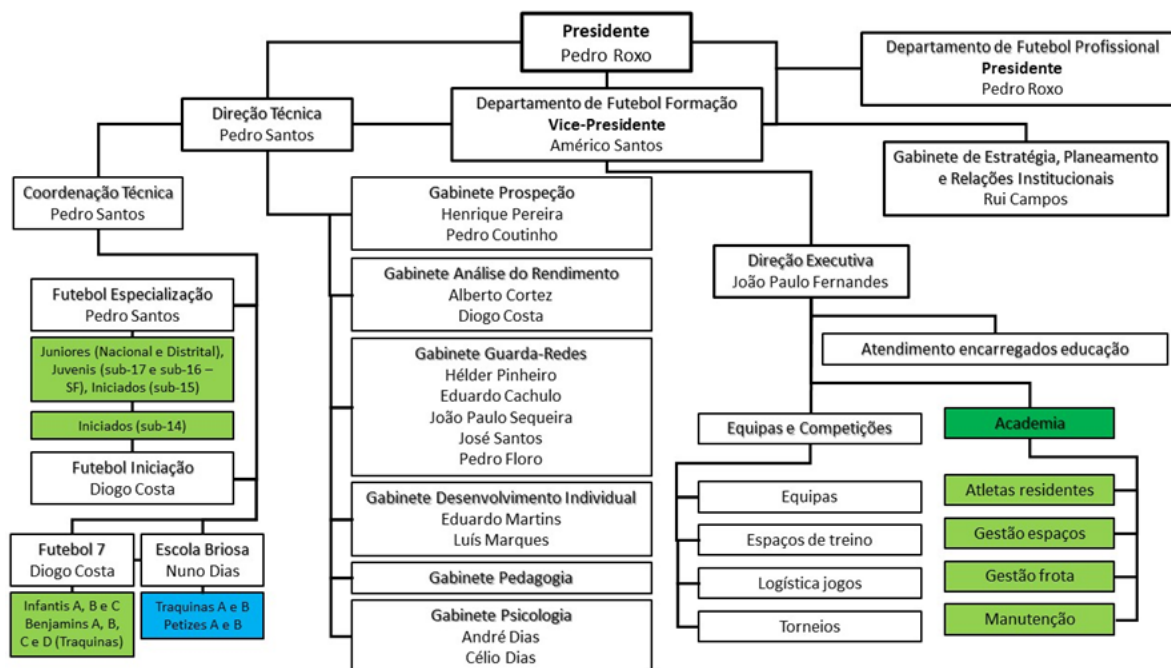 Presidente
Pedro Roxo
Departamento de Futebol Profissional
Presidente
Pedro Roxo
Direção Técnica
Pedro Santos
Departamento de Futebol Formação
Vice-Presidente
Américo Santos
Gabinete de Estratégia, Planeamento
e Relações Institucionais
Rui Campos
Coordenação Técnica
Pedro Santos
Gabinete Prospeção
Henrique Pereira
Pedro Coutinho
Direção Executiva
João Paulo Fernandes
Gabinete Análise do Rendimento
Alberto Cortez
Diogo Costa
Futebol Especialização
Pedro Santos
Juniores (Nacional e Distrital),
Juvenis (sub-17 e sub-16 –
SF), Iniciados (sub-15)
Iniciados (sub-14)
Futebol Iniciação
Diogo Costa
Gabinete Guarda-Redes
Hélder Pinheiro
Eduardo Cachulo
João Paulo Sequeira
José Santos
Pedro Floro
Atendimento encarregados educação
Equipas e Competições
Academia
Gabinete Desenvolvimento Individual
Eduardo Martins
Luís Marques
Equipas
Espaços de treino
Logística jogos
Torneios
Atletas residentes
Gestão espaços
Gestão frota
Manutenção
Futebol 7
Diogo Costa
Escola Briosa
Nuno Dias
Infantis A, B e C
Benjamins A, B,
C e D (Traquinas)
Traquinas A e B
Petizes A e B
Gabinete Pedagogia
Gabinete Psicologia
André Dias
Célio Dias